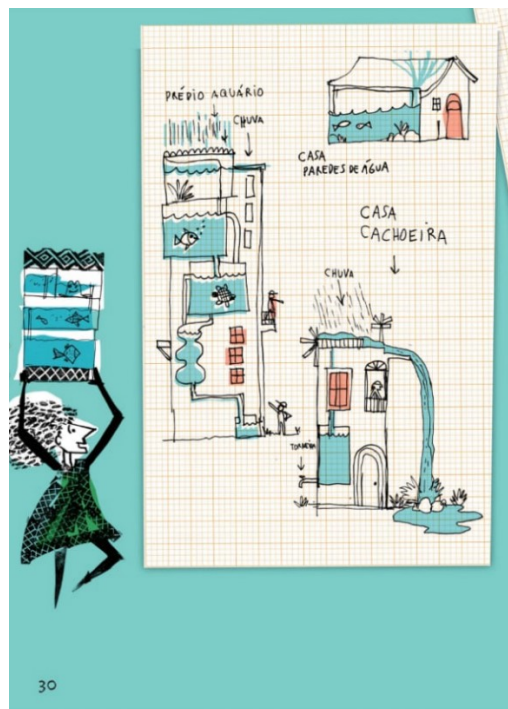 PRÉDIO AQUÁRIO
CHUVA
CASA
PAREDES DE ÁGUA
CASA
CACHOEIRA
CHUVA
TORNEIRA
30